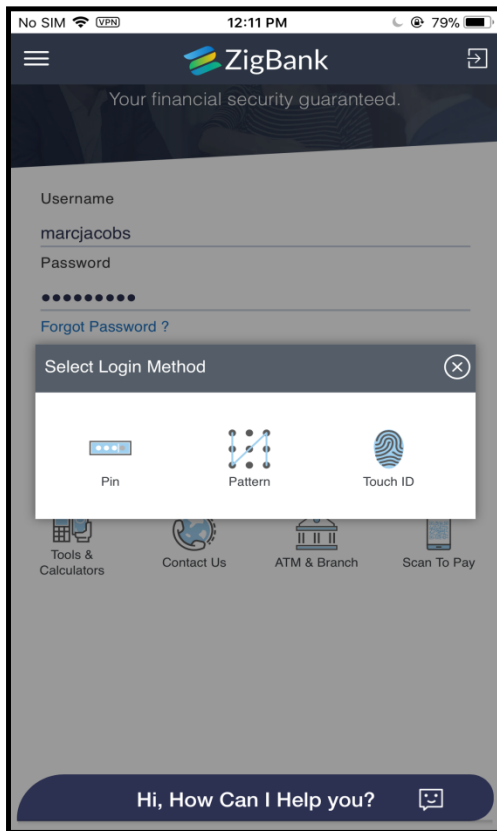 No SIM VPN 12:11 PM 79%
ZigBank
Your financial security guaranteed.
Username
marcjacobs
Password
•••••••••
Forgot Password ?
Select Login Method
Pin Pattern Touch ID
Tools & Calculators
Contact Us
ATM & Branch
Scan To Pay
Hi, How Can I Help you?